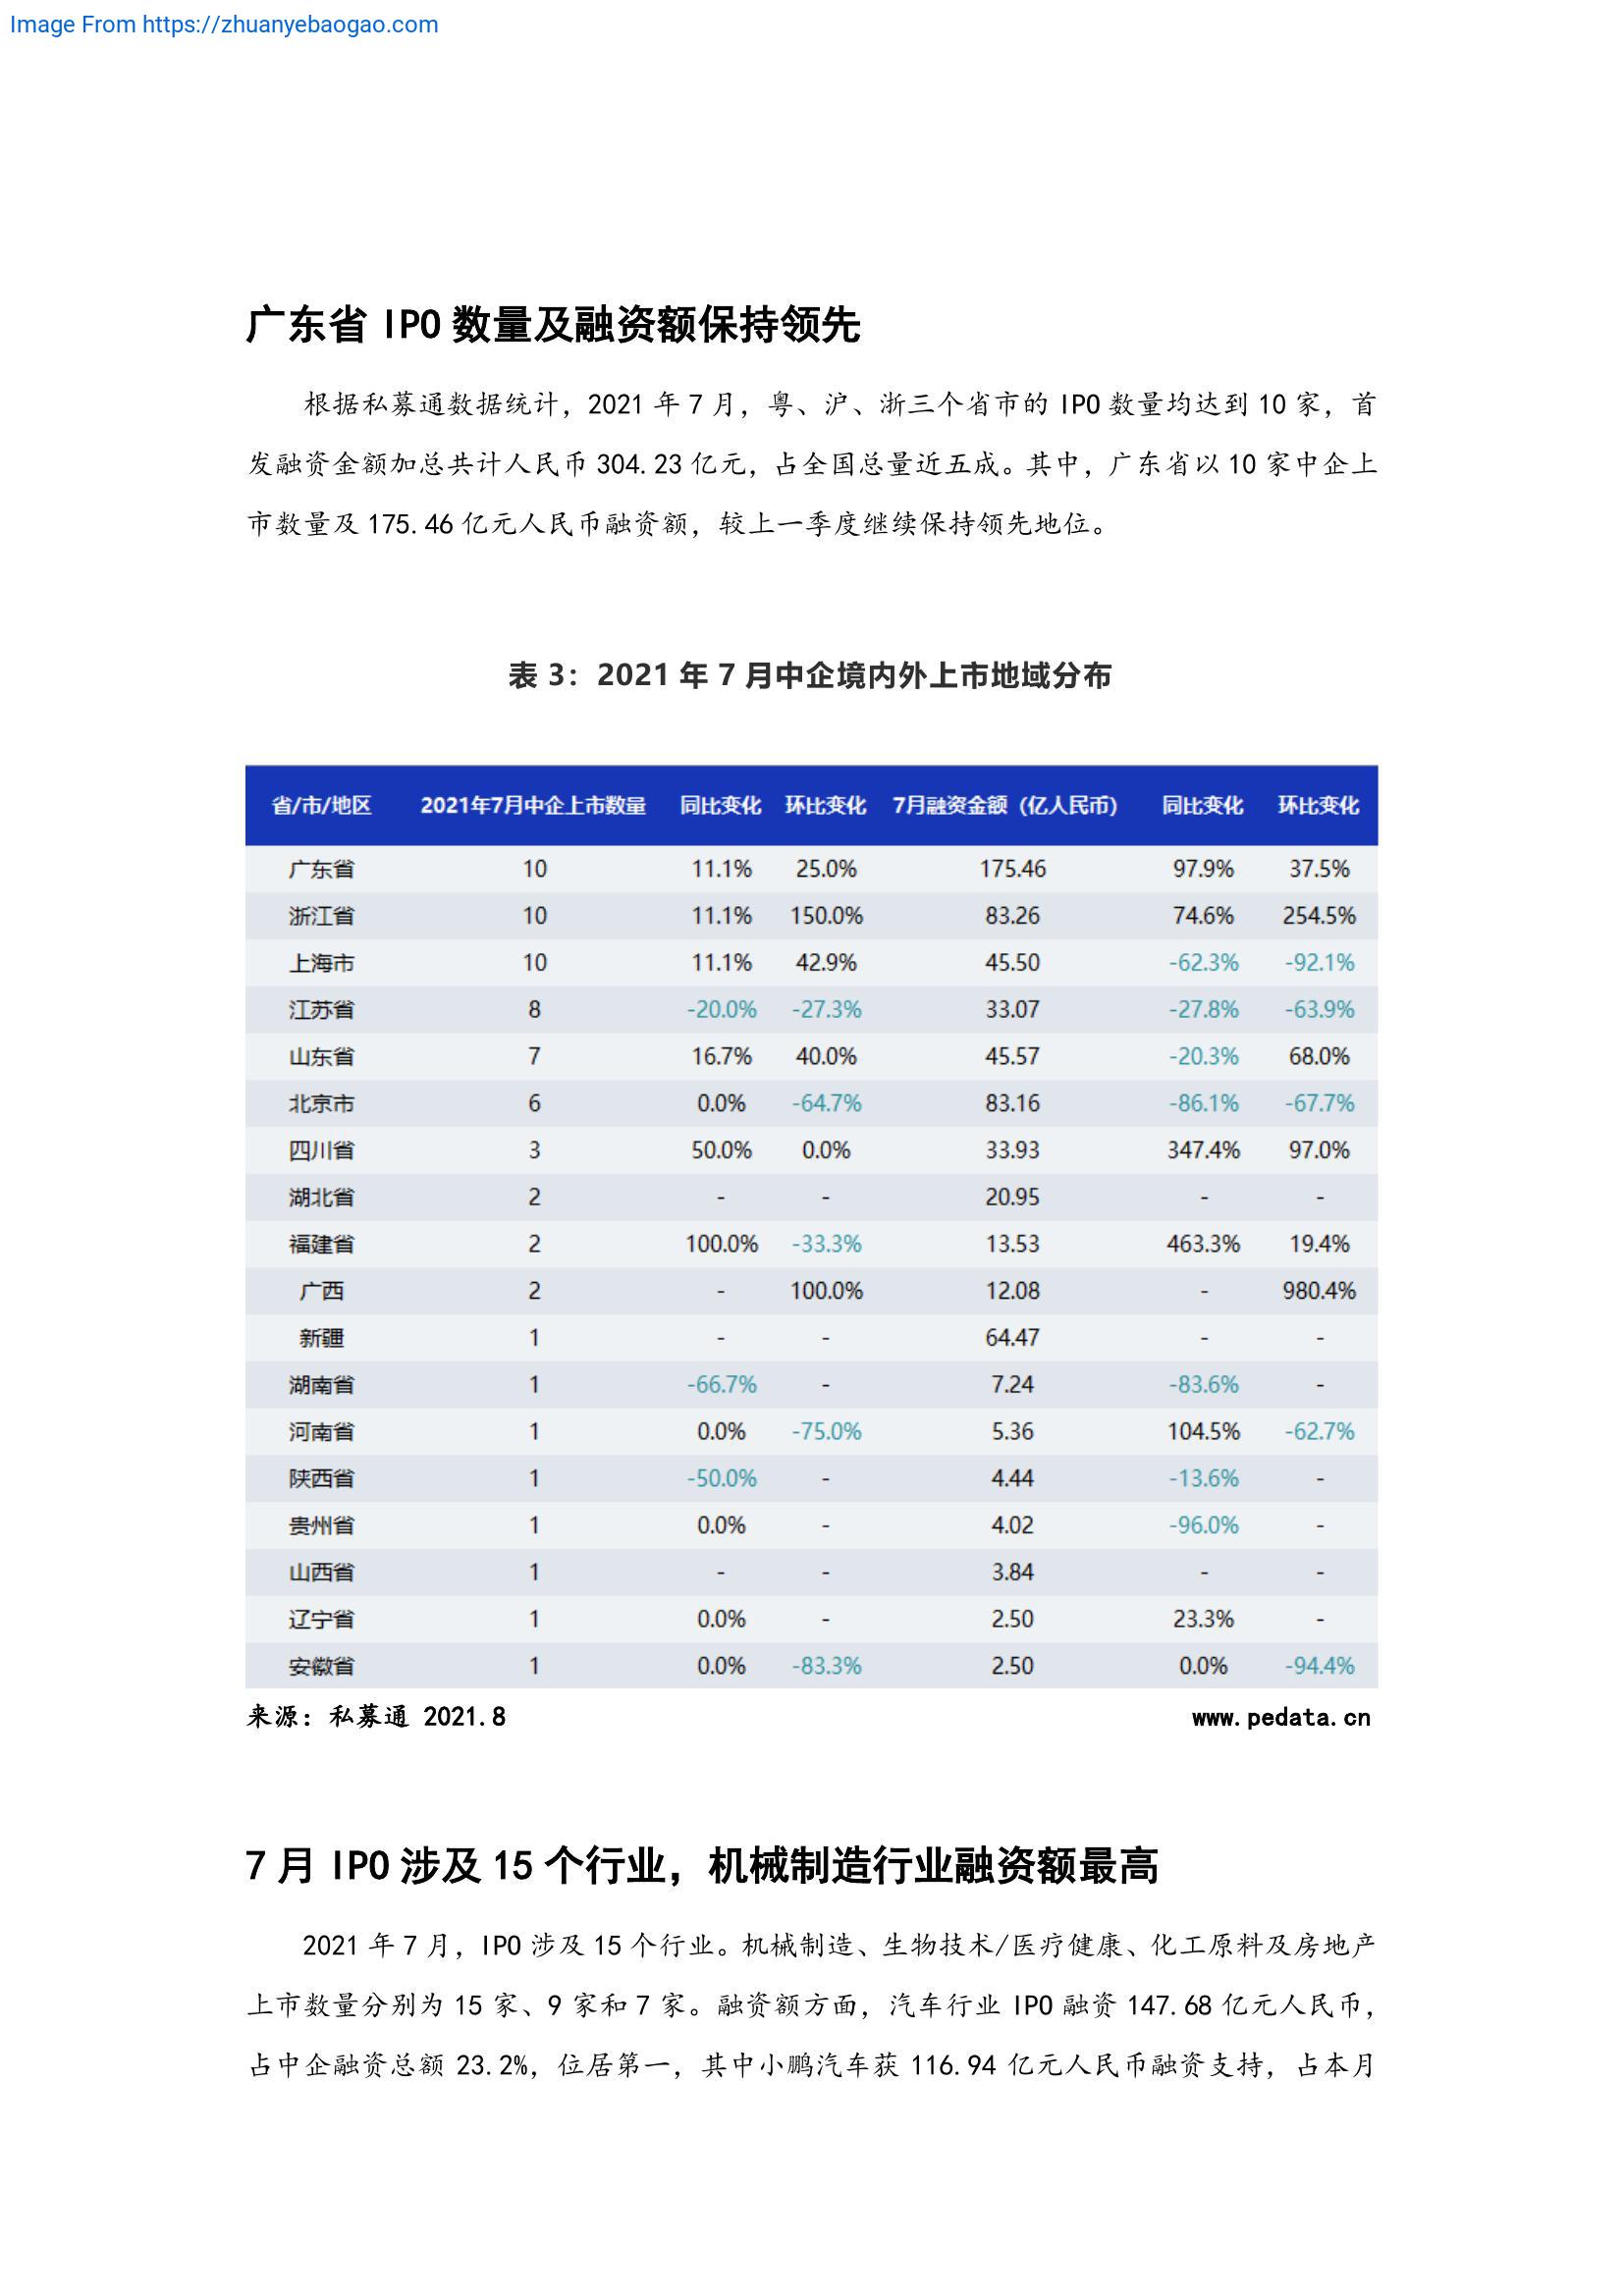 Image From https://zhuanyebaogao.com
广东省 IPO 数量及融资额保持领先
根据私募通数据统计，2021 年 7 月，粤、沪、浙三个省市的 IPO 数量均达到 10 家，首
发融资金额加总共计人民币 304.23 亿元，占全国总量近五成。其中，广东省以 10 家中企上
市数量及 175.46 亿元人民币融资额，较上一季度继续保持领先地位。
表 3：2021 年 7 月中企境内外上市地域分布
省/市/地区 2021年7月中企上市数量 同比变化 环比变化 7月融资金额（亿人民币） 同比变化 环比变化
广东省 10 11.1% 25.0% 175.46 97.9% 37.5%
浙江省 10 11.1% 150.0% 83.26 74.6% 254.5%
上海市 10 11.1% 42.9% 45.50 -62.3% -92.1%
江苏省 8 -20.0% -27.3% 33.07 -27.8% -63.9%
山东省 7 16.7% 40.0% 45.57 -20.3% 68.0%
北京市 6 0.0% -64.7% 83.16 -86.1% -67.7%
四川省 3 50.0% 0.0% 33.93 347.4% 97.0%
湖北省 2 - - 20.95 - -
福建省 2 100.0% -33.3% 13.53 463.3% 19.4%
广西 2 - 100.0% 12.08 - 980.4%
新疆 1 - - 64.47 - -
湖南省 1 -66.7% - 7.24 -83.6% -
河南省 1 0.0% -75.0% 5.36 104.5% -62.7%
陕西省 1 -50.0% - 4.44 -13.6% -
贵州省 1 0.0% - 4.02 -96.0% -
山西省 1 - - 3.84 - -
辽宁省 1 0.0% - 2.50 23.3% -
安徽省 1 0.0% -83.3% 2.50 0.0% -94.4%
来源：私募通 2021.8 www.pedata.cn
7 月 IPO 涉及 15 个行业，机械制造行业融资额最高
2021 年 7 月，IPO 涉及 15 个行业。机械制造、生物技术/医疗健康、化工原料及房地产
上市数量分别为 15 家、9 家和 7 家。融资额方面，汽车行业 IPO 融资 147.68 亿元人民币，
占中企融资总额 23.2%，位居第一，其中小鹏汽车获 116.94 亿元人民币融资支持，占本月